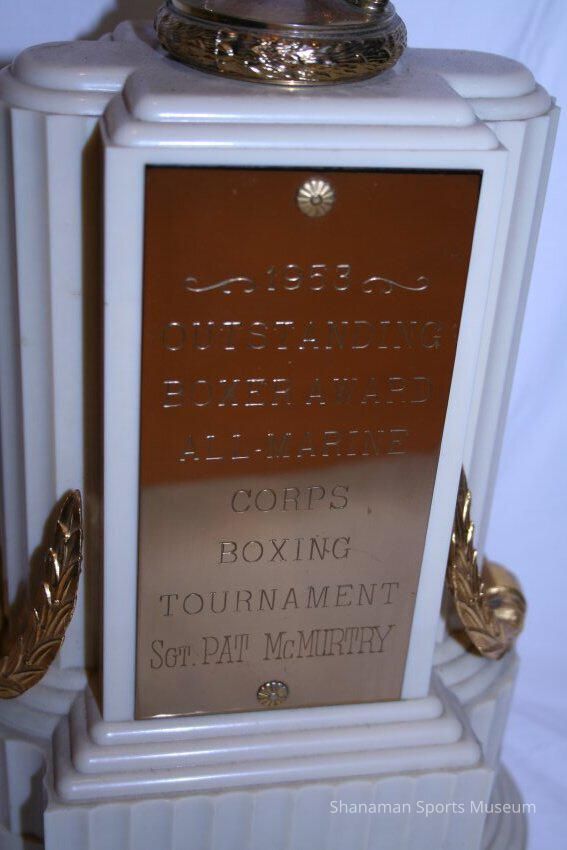 1953
OUTSTANDING
BOXER AWARD
ALL-MARINE
CORPS
BOXING
TOURNAMENT
SGT. PAT MCMURTRY
Shanaman Sports Museum